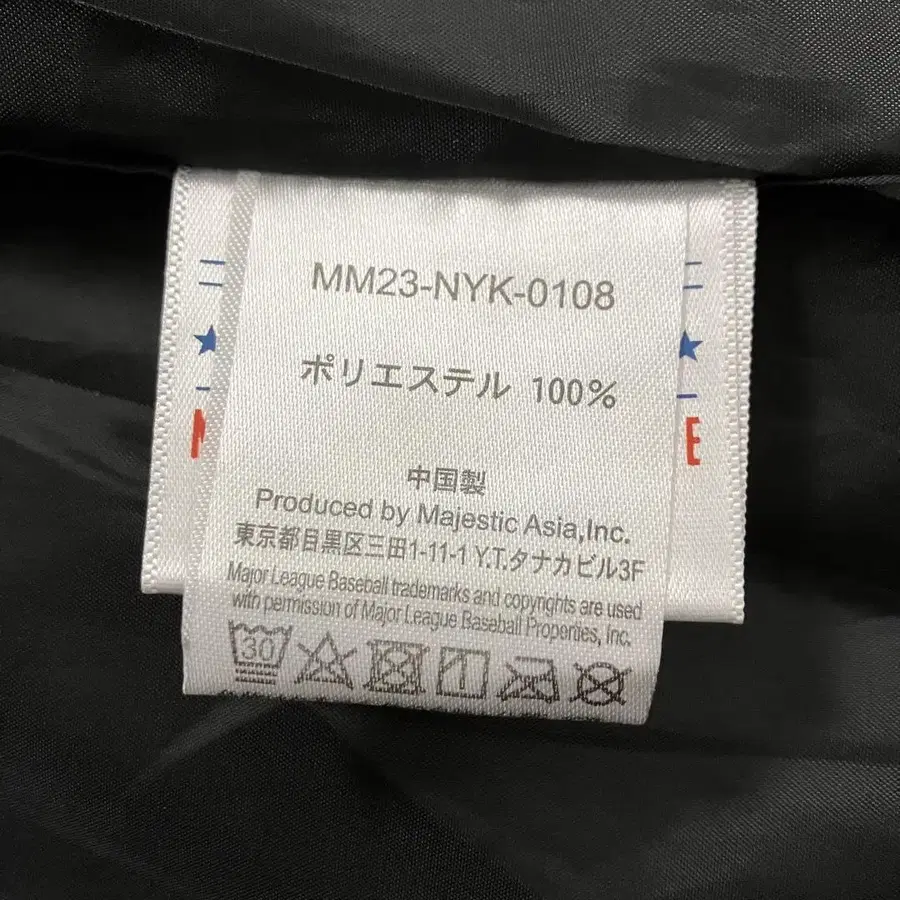 MM23-NYK-0108
ポリエステル 100%
中国製
Produced by Majestic Asia,Inc.
東京都目黒区三田1-11-1 Y.T.タナカビル3F
Major League Baseball trademarks and copyrights are used
with permission of Major League Baseball Properties, Inc.
30